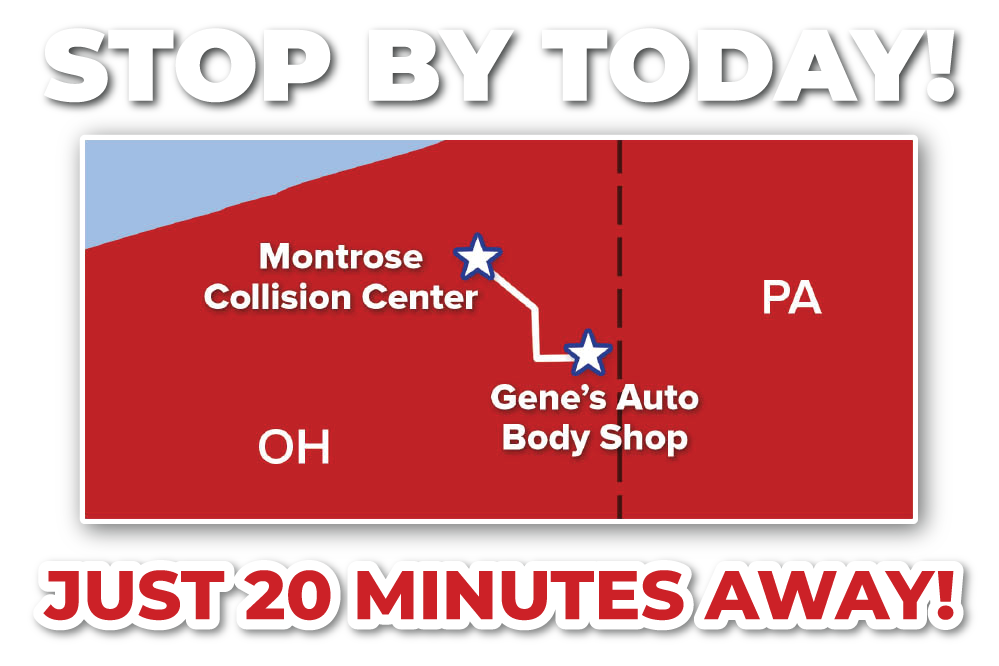 STOP BY TODAY!
Montrose
Collision Center
PA
Gene's Auto
Body Shop
OH
JUST 20 MINUTES AWAY!